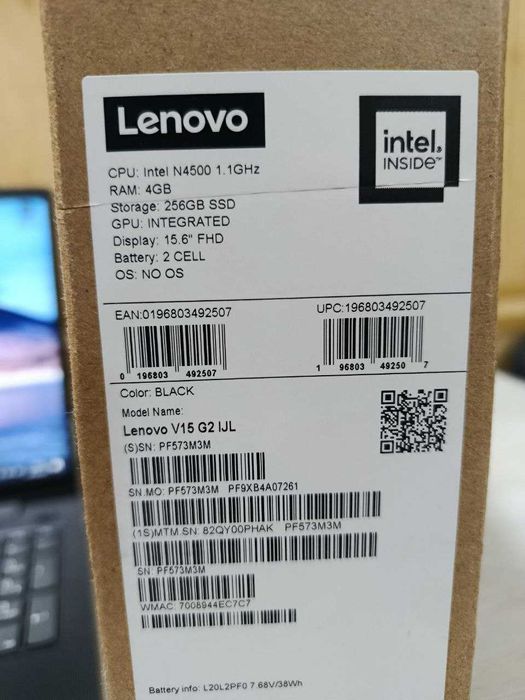 Lenovo
intel.
INSIDE™
CPU: Intel N4500 1.1GHz
RAM: 4GB
Storage: 256GB SSD
GPU: INTEGRATED
Display: 15.6" FHD
Battery: 2 CELL
OS: NO OS
EAN:0196803492507
UPC:196803492507
0 196803 492507
1 96803 49250 7
Color: BLACK
Model Name:
Lenovo V15 G2 IJL
(S)SN: PF573M3M
SN.MO: PF573M3M PF9XB4A07261
(1S)MTM.SN: 82QY00PHAK PF573M3M
SN: PF573M3M
WMAC: 7008944EC7C7
Battery info: L20L2PF0 7.68V/38Wh